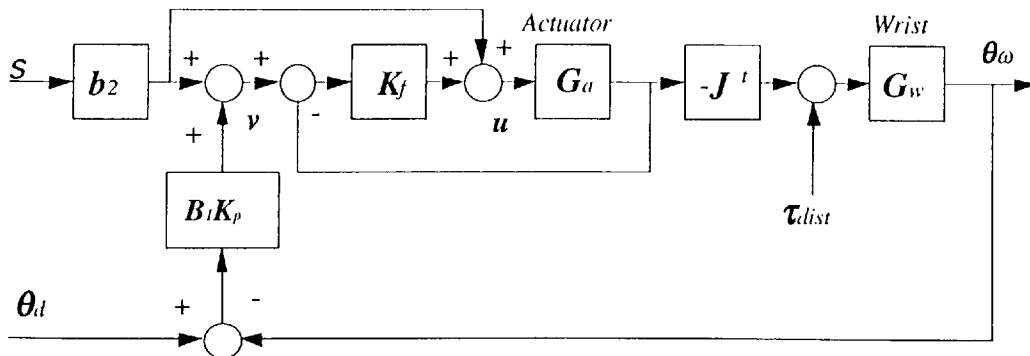 Actuator
Wrist
S
b2
+
+
-
Kf
+
+
Ga
-J t
Gw
θω
v
u
+
B1Kp
τdist
θd
+
-